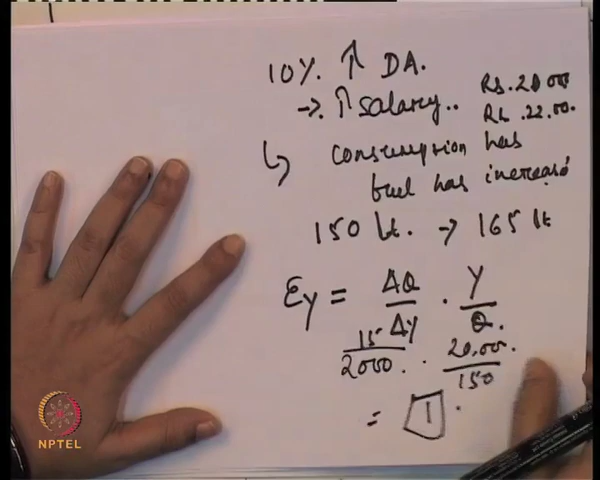 10%. ↑ DA.
→ ↑ salary.. Rs.20000
Rs.22.00.
↳ consumption has
fuel has increased
150 lt. → 165 lt
Ey = ΔQ/ΔY . Y/Q.
15/2000. . 20.00./150
= 1.
NPTEL